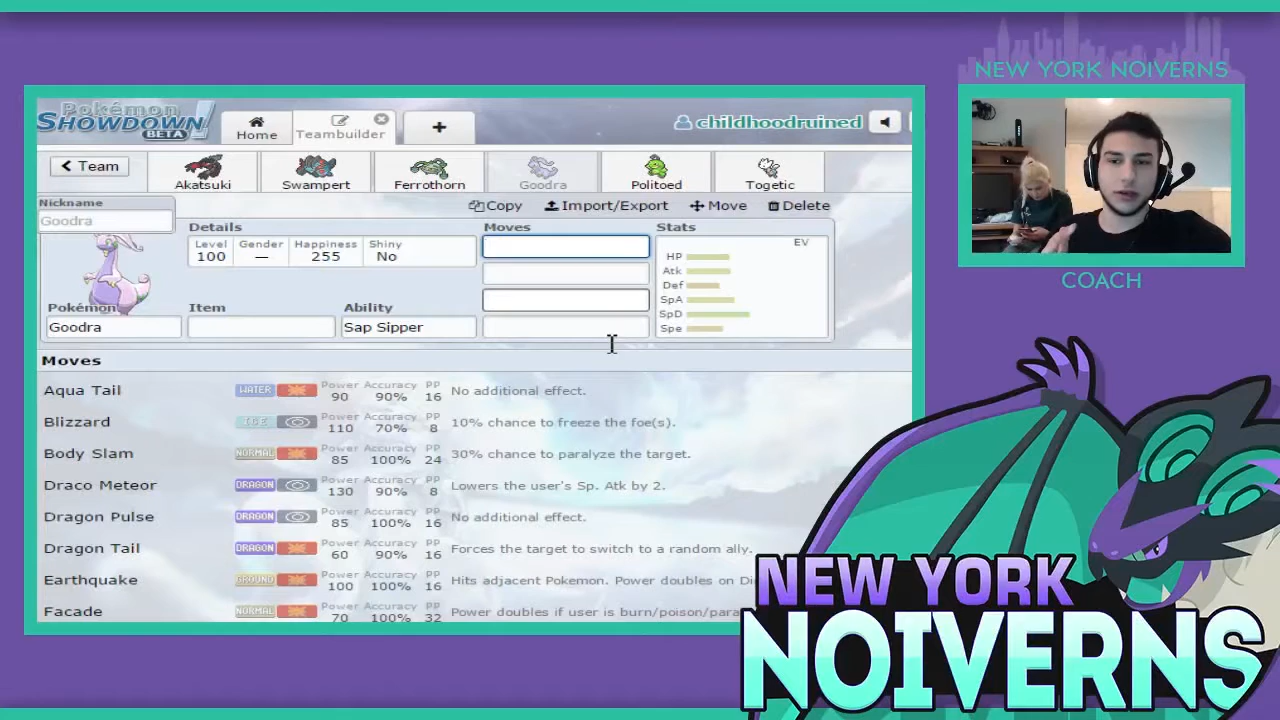 NEW YORK NOIVERNS
COACH
Pokémon
SHOWDOWN!
BETA
Home
Teambuilder
+
childhoodruined
Team
Akatsuki
Swampert
Ferrothorn
Goodra
Politoed
Togetic
Copy
Import/Export
Move
Delete
Nickname
Goodra
Details
Level
100
Gender
—
Happiness
255
Shiny
No
Moves
Stats
EV
HP
Atk
Def
SpA
SpD
Spe
Pokémon
Goodra
Item
Ability
Sap Sipper
Moves
Aqua Tail WATER Power 90 Accuracy 90% PP 16 No additional effect.
Blizzard ICE Power 110 Accuracy 70% PP 8 10% chance to freeze the foe(s).
Body Slam NORMAL Power 85 Accuracy 100% PP 24 30% chance to paralyze the target.
Draco Meteor DRAGON Power 130 Accuracy 90% PP 8 Lowers the user's Sp. Atk by 2.
Dragon Pulse DRAGON Power 85 Accuracy 100% PP 16 No additional effect.
Dragon Tail DRAGON Power 60 Accuracy 90% PP 16 Forces the target to switch to a random ally.
Earthquake GROUND Power 100 Accuracy 100% PP 16 Hits adjacent Pokemon. Power doubles on
Facade NORMAL Power 70 Accuracy 100% PP 32 Power doubles if user is burn/poison/para
NEW YORK
NOIVERNS